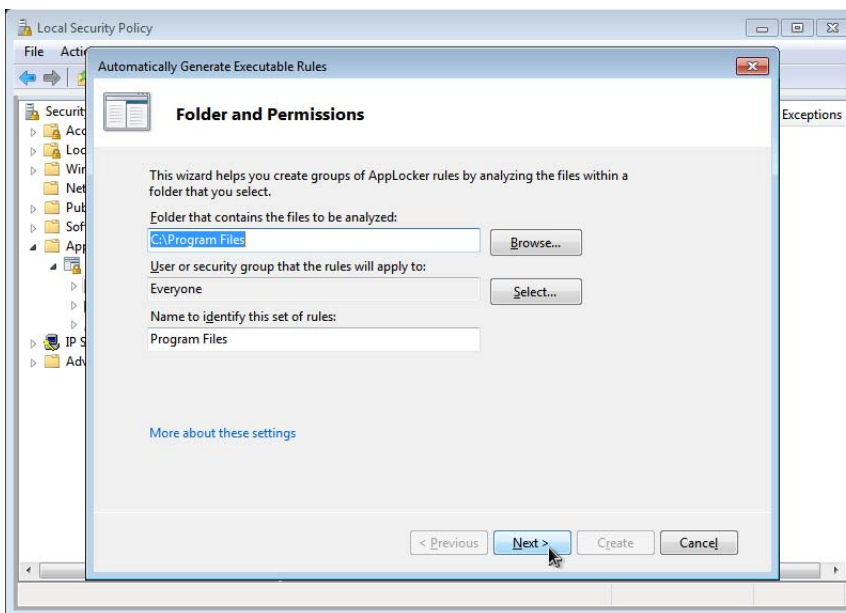 Local Security Policy
File Acti
Automatically Generate Executable Rules
Folder and Permissions
Exceptions
Securit
Acc
Loc
Wir
Net
Pub
Sof
App
IP S
Adv
This wizard helps you create groups of AppLocker rules by analyzing the files within a
folder that you select.
Folder that contains the files to be analyzed:
C:\Program Files
Browse...
User or security group that the rules will apply to:
Everyone
Select...
Name to identify this set of rules:
Program Files
More about these settings
< Previous
Next >
Create
Cancel